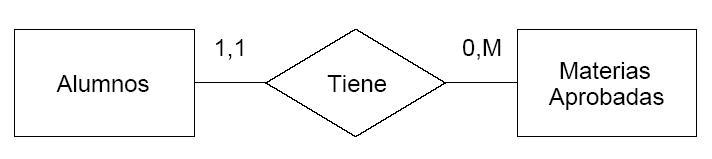 Alumnos
1,1
Tiene
0,M
Materias
Aprobadas